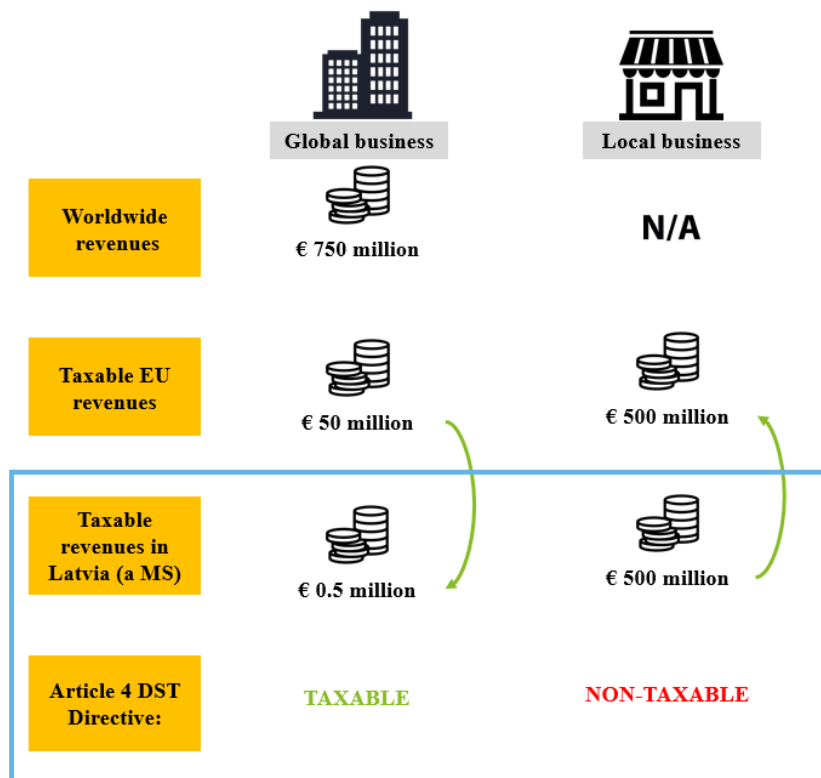 Global business
Local business
Worldwide
revenues
€ 750 million
N/A
Taxable EU
revenues
€ 50 million
€ 500 million
Taxable
revenues in
Latvia (a MS)
€ 0.5 million
€ 500 million
Article 4 DST
Directive:
TAXABLE
NON-TAXABLE